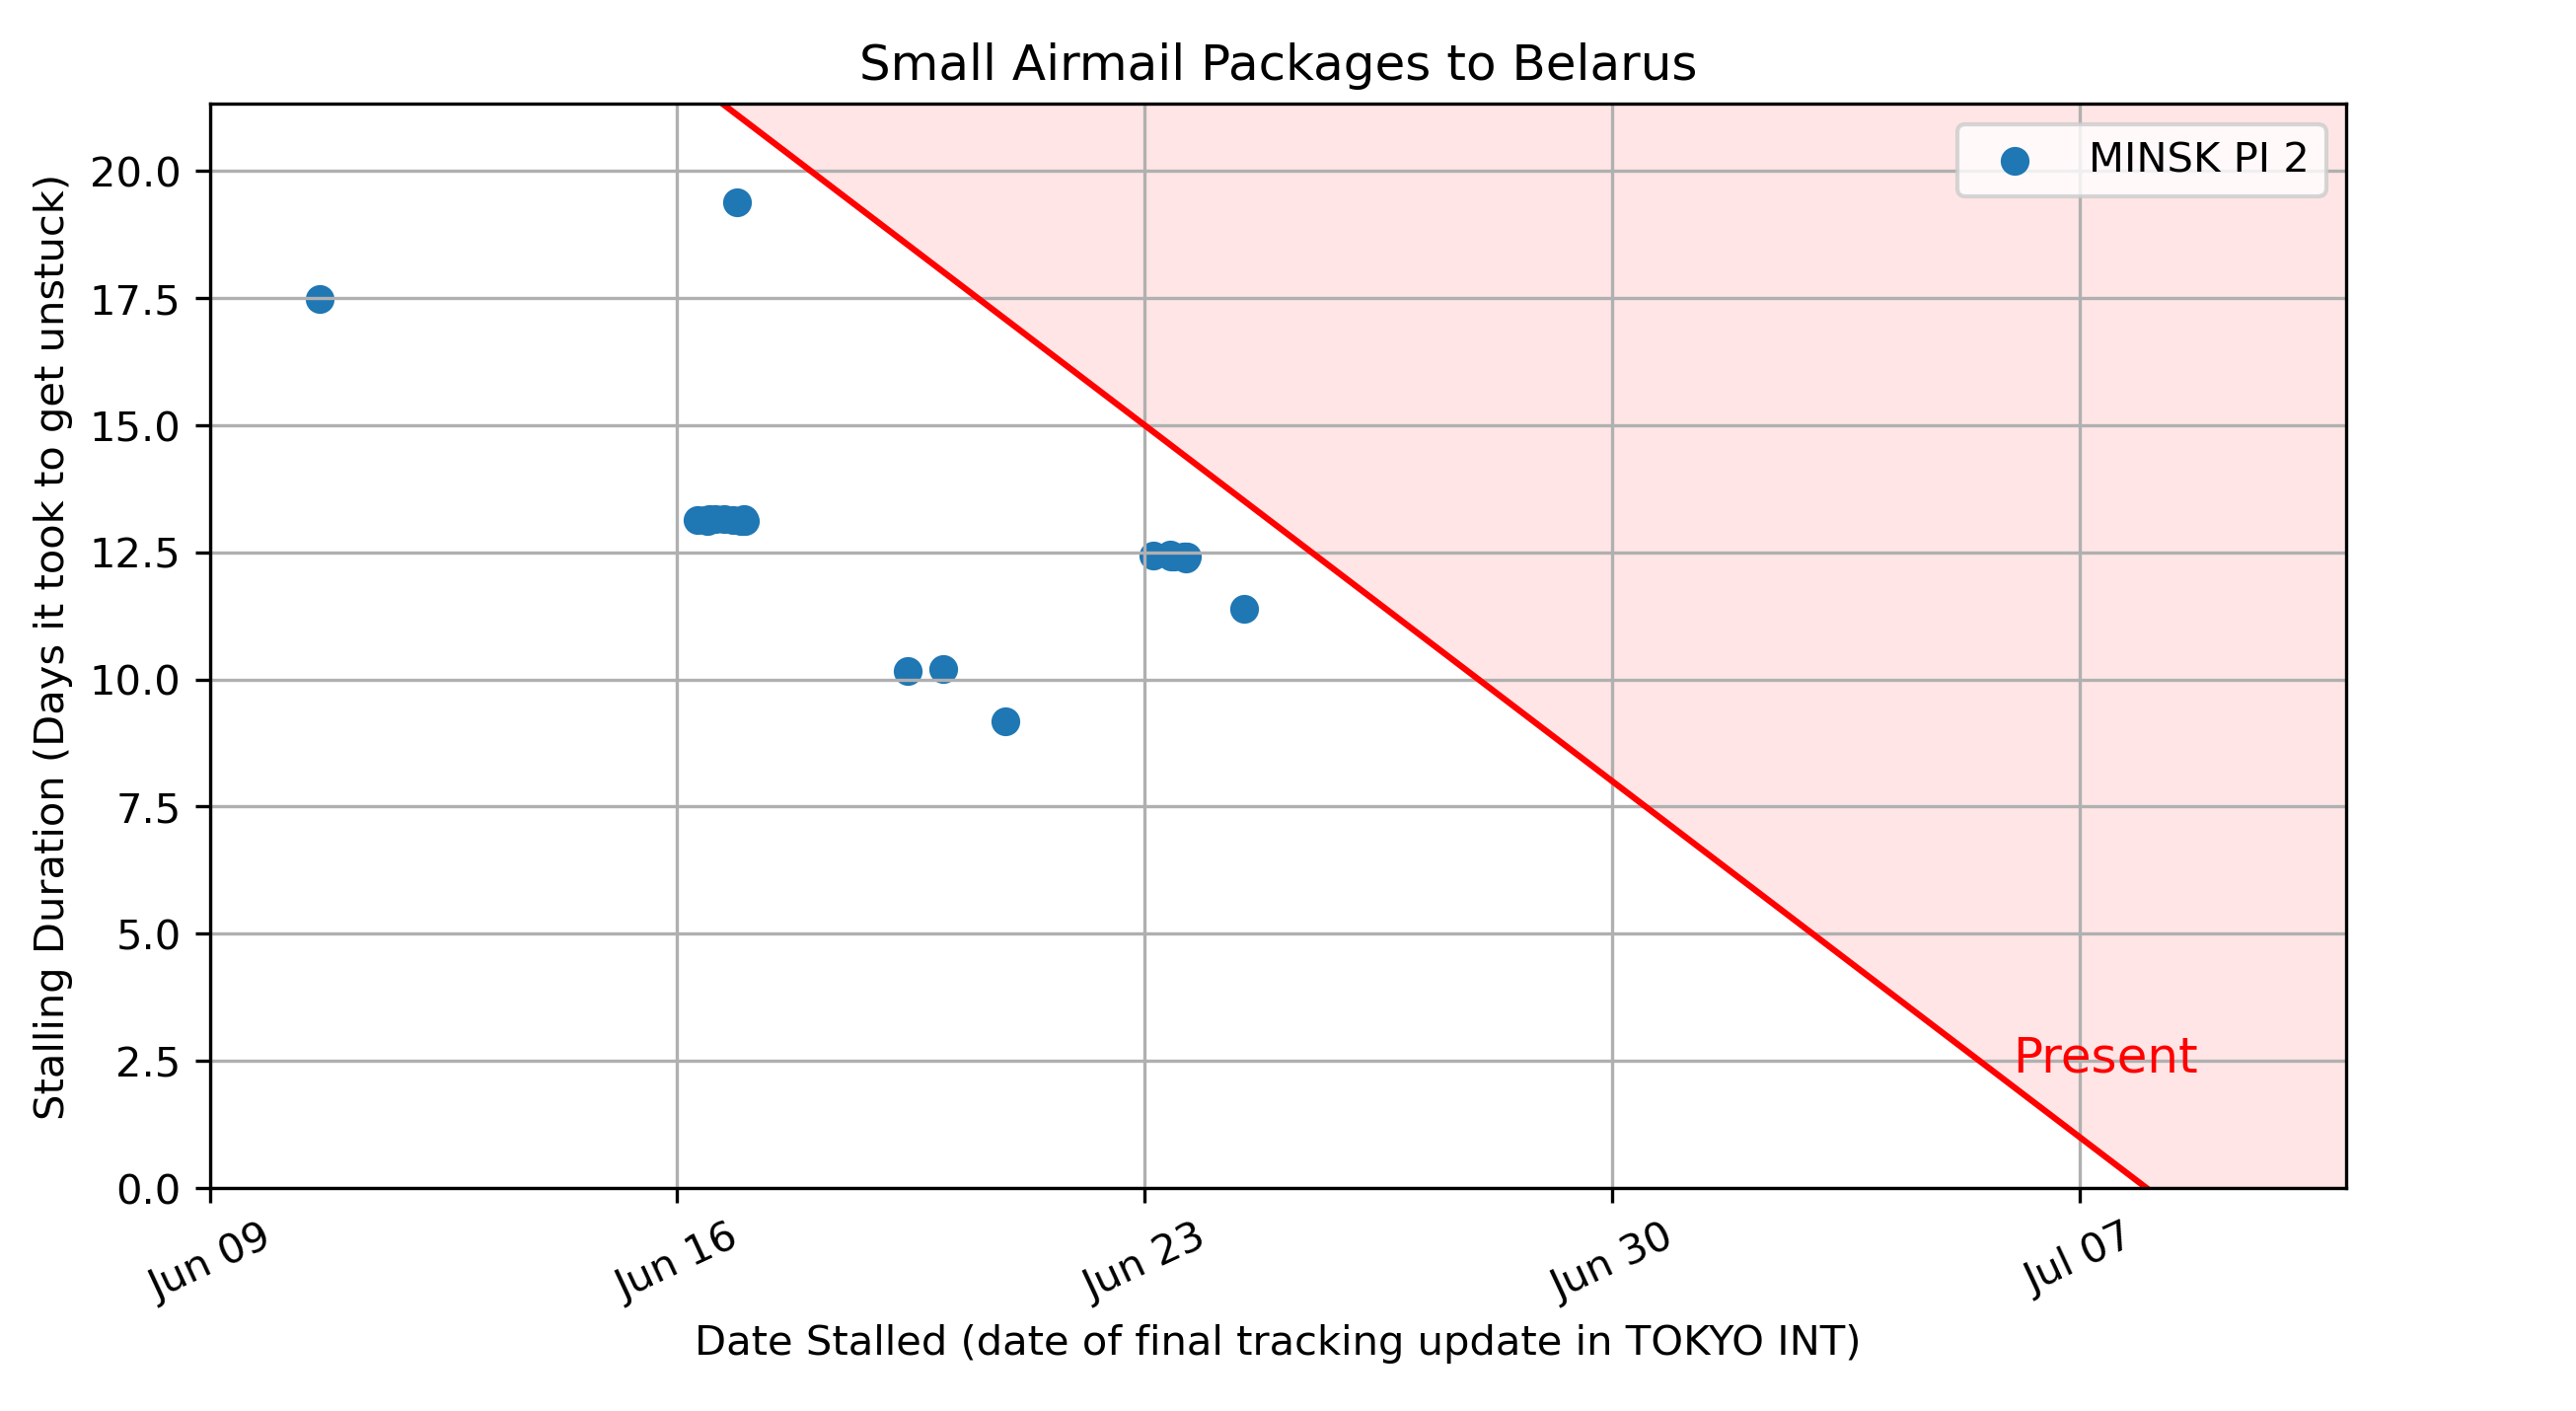 Small Airmail Packages to Belarus
MINSK PI 2
Stalling Duration (Days it took to get unstuck)
20.0
17.5
15.0
12.5
10.0
7.5
5.0
2.5
0.0
Present
Jun 09
Jun 16
Jun 23
Jun 30
Jul 07
Date Stalled (date of final tracking update in TOKYO INT)